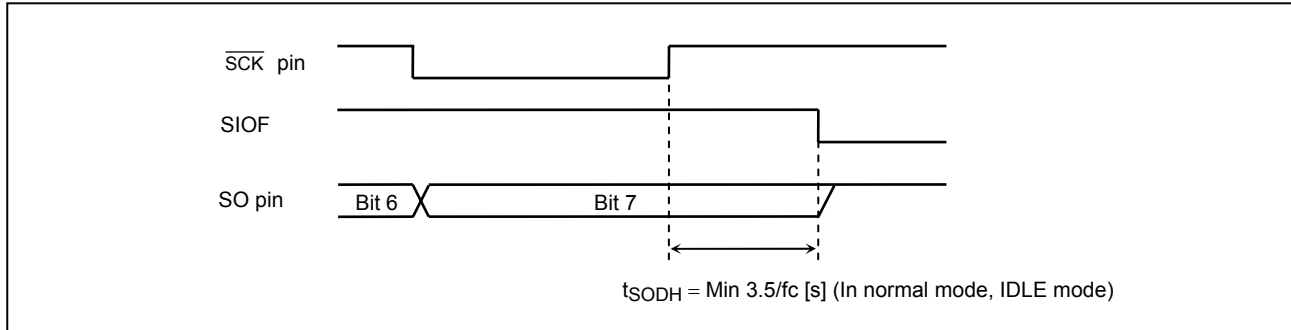 SCK pin
SIOF
SO pin
Bit 6
Bit 7
tSODH = Min 3.5/fc [s] (In normal mode, IDLE mode)